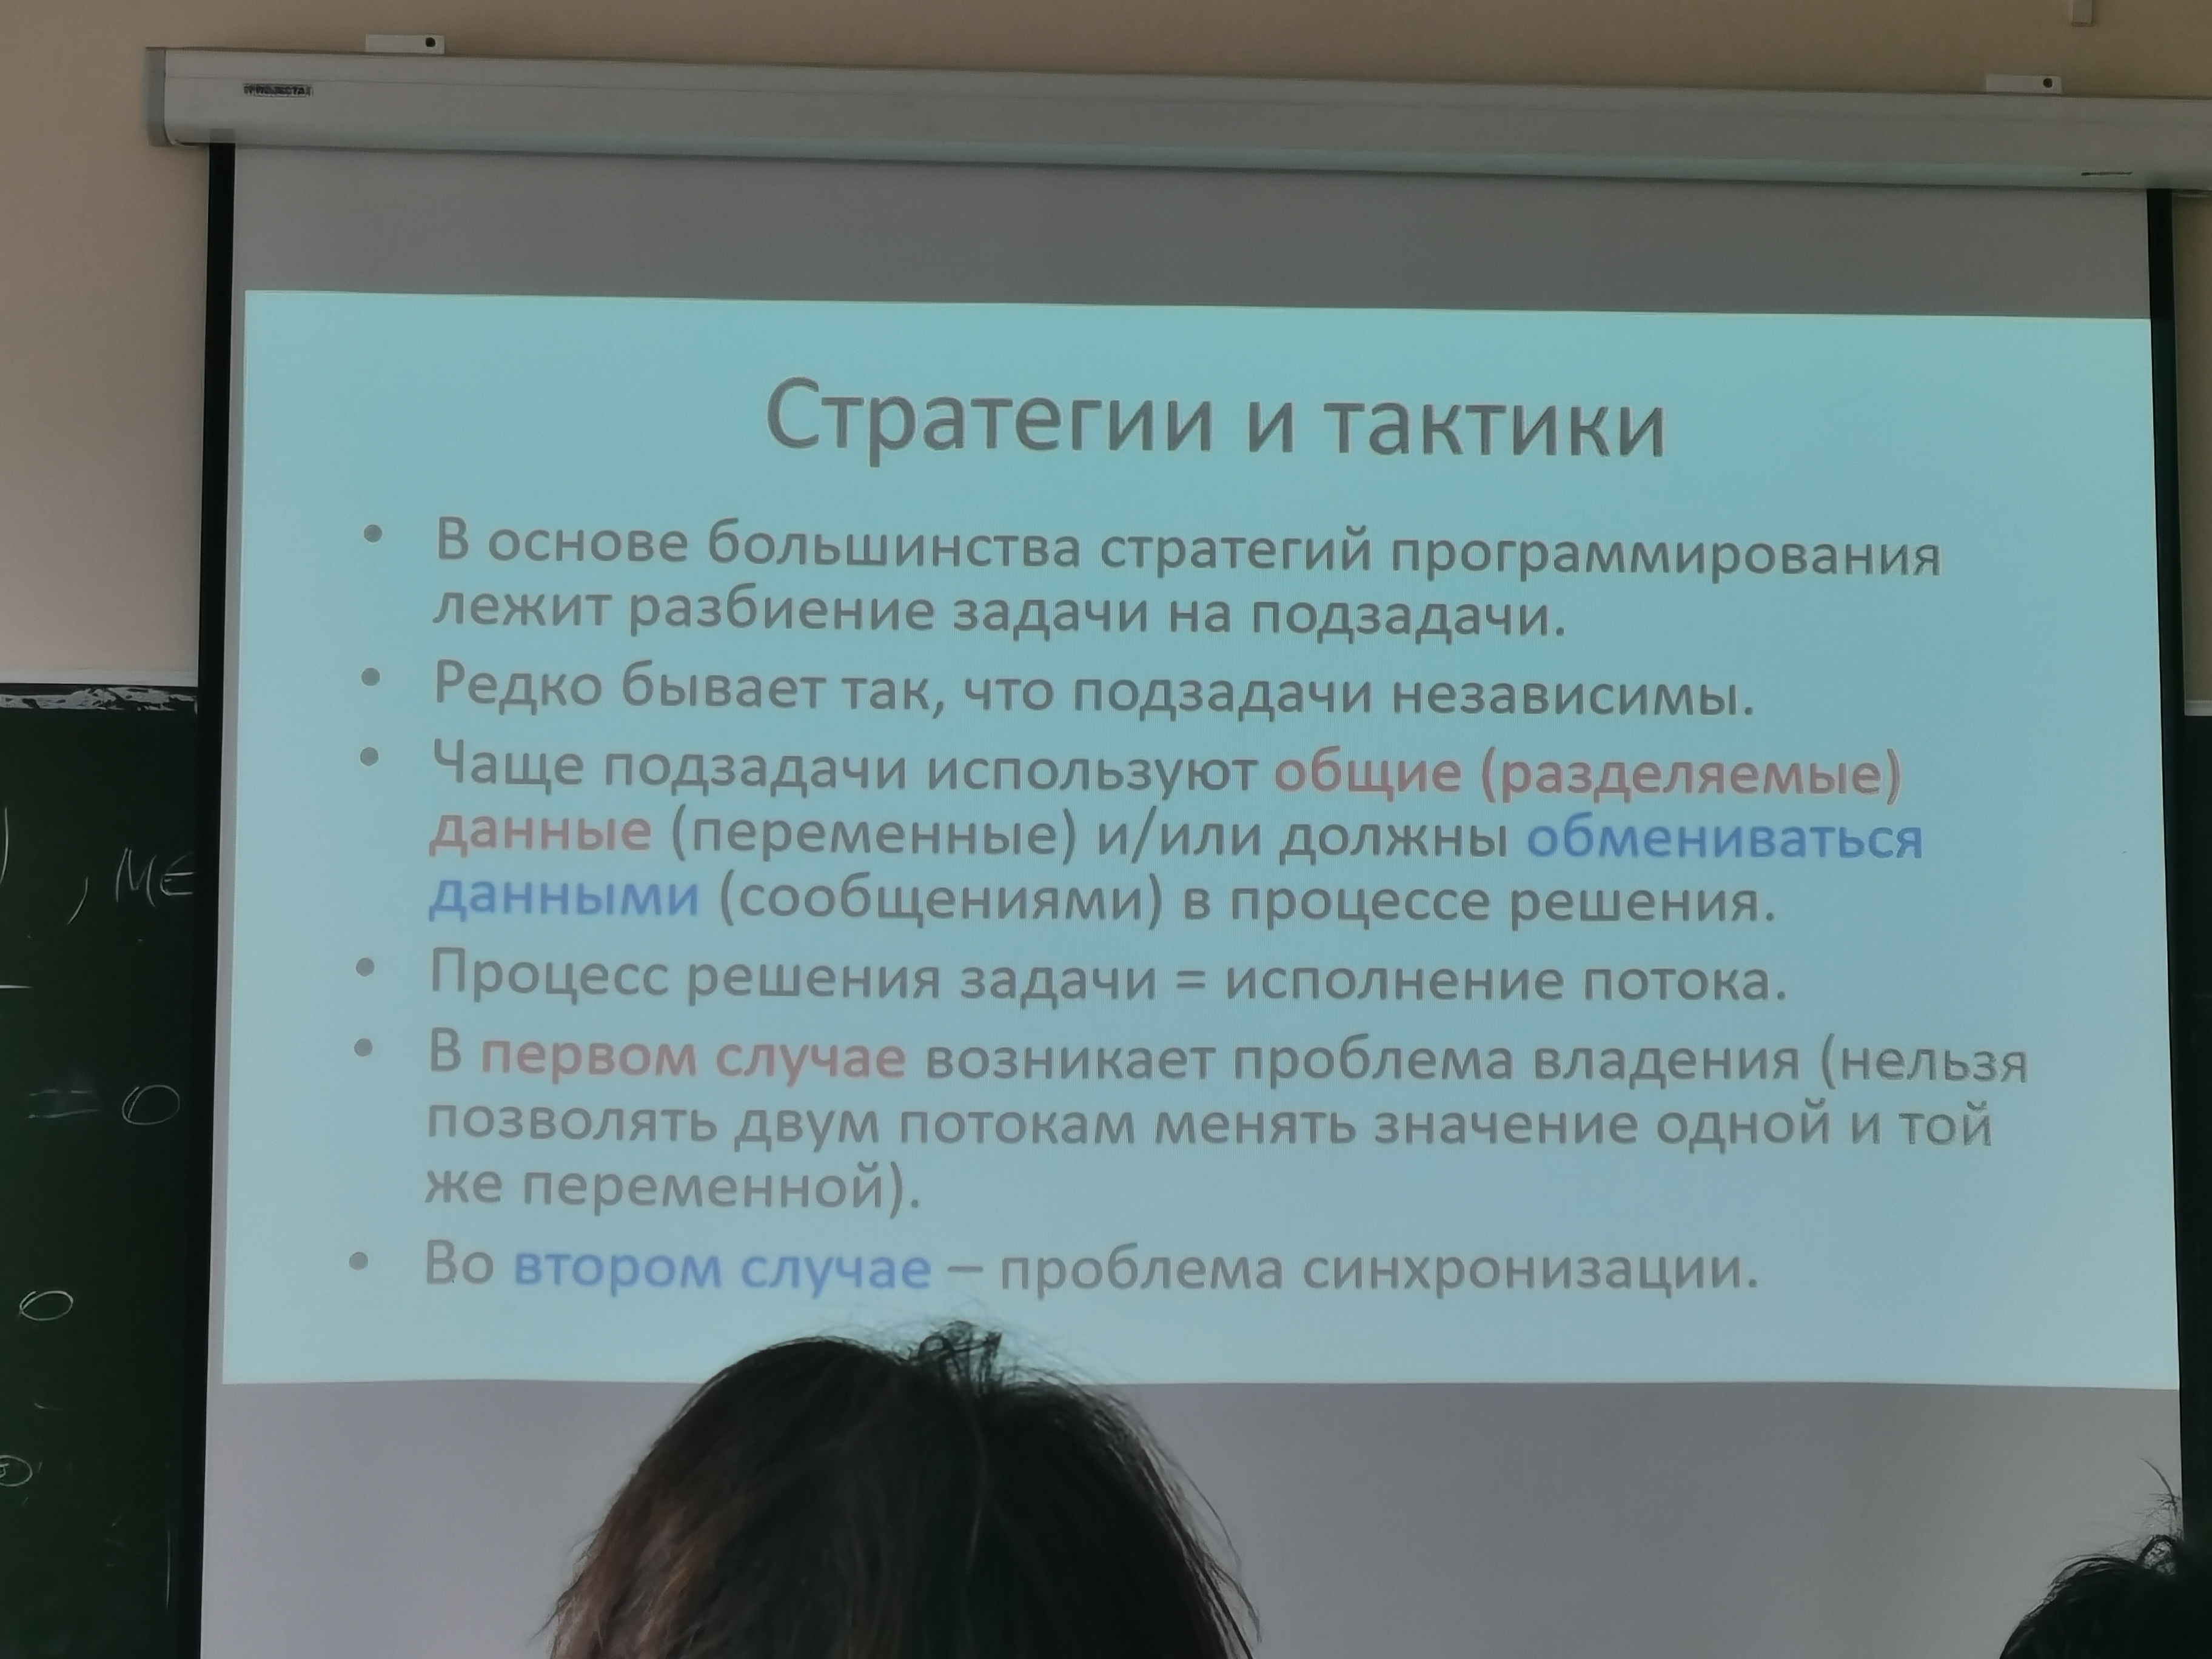 Стратегии и тактики
• В основе большинства стратегий программирования
лежит разбиение задачи на подзадачи.
• Редко бывает так, что подзадачи независимы.
• Чаще подзадачи используют общие (разделяемые)
данные (переменные) и/или должны обмениваться
данными (сообщениями) в процессе решения.
• Процесс решения задачи = исполнение потока.
• В первом случае возникает проблема владения (нельзя
позволять двум потокам менять значение одной и той
же переменной).
• Во втором случае – проблема синхронизации.
, ME
= 0
0